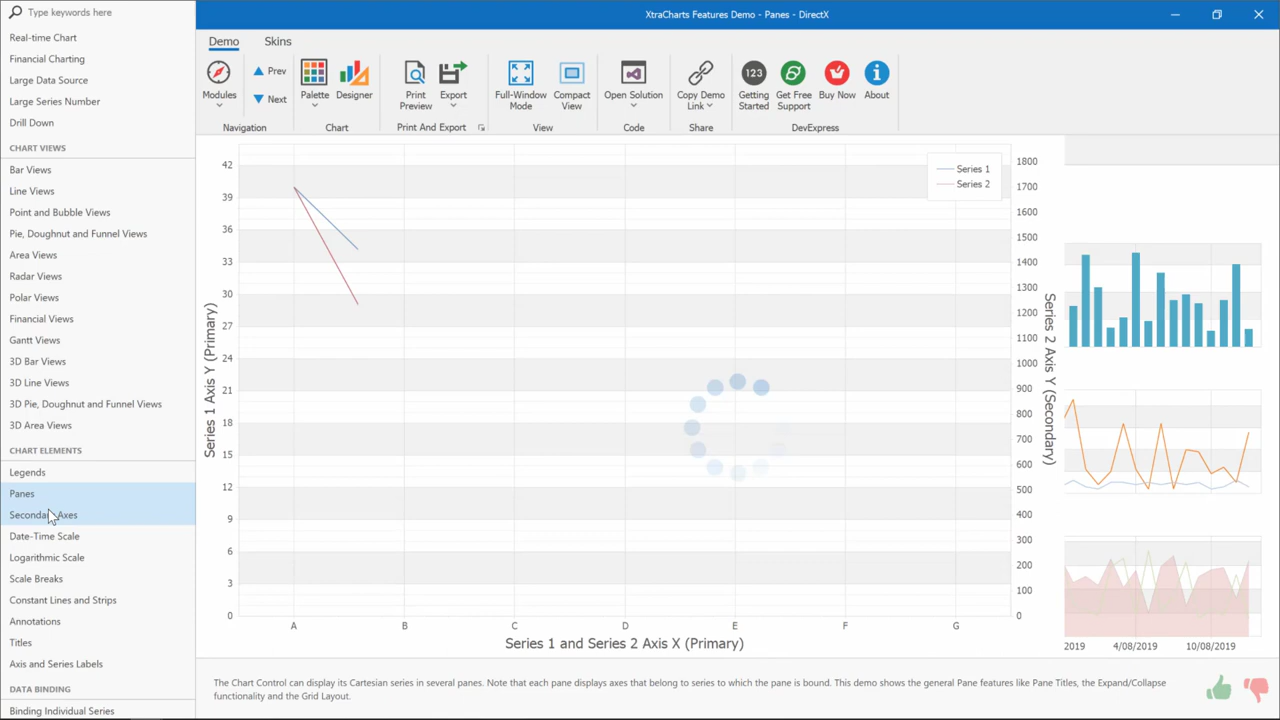 Type keywords here
XtraCharts Features Demo - Panes - DirectX
Real-time Chart
Financial Charting
Large Data Source
Large Series Number
Drill Down
CHART VIEWS
Bar Views
Line Views
Point and Bubble Views
Pie, Doughnut and Funnel Views
Area Views
Radar Views
Polar Views
Financial Views
Gantt Views
3D Bar Views
3D Line Views
3D Pie, Doughnut and Funnel Views
3D Area Views
CHART ELEMENTS
Legends
Panes
Secondary Axes
Date-Time Scale
Logarithmic Scale
Scale Breaks
Constant Lines and Strips
Annotations
Titles
Axis and Series Labels
DATA BINDING
Binding Individual Series
Demo
Skins
Modules
Prev
Next
Navigation
Palette
Designer
Chart
Print Preview
Export
Print And Export
Full-Window Mode
Compact View
View
Open Solution
Code
Copy Demo Link
Share
123
Getting Started
Get Free Support
Buy Now
About
DevExpress
Series 1
Series 2
42
39
36
33
30
27
24
21
18
15
12
9
6
3
0
Series 1 Axis Y (Primary)
A B C D E F G
Series 1 and Series 2 Axis X (Primary)
1800
1700
1600
1500
1400
1300
1200
1100
1000
900
800
700
600
500
400
300
200
100
0
Series 2 Axis Y (Secondary)
2019 4/08/2019 10/08/2019
The Chart Control can display its Cartesian series in several panes. Note that each pane displays axes that belong to series to which the pane is bound. This demo shows the general Pane features like Pane Titles, the Expand/Collapse
functionality and the Grid Layout.